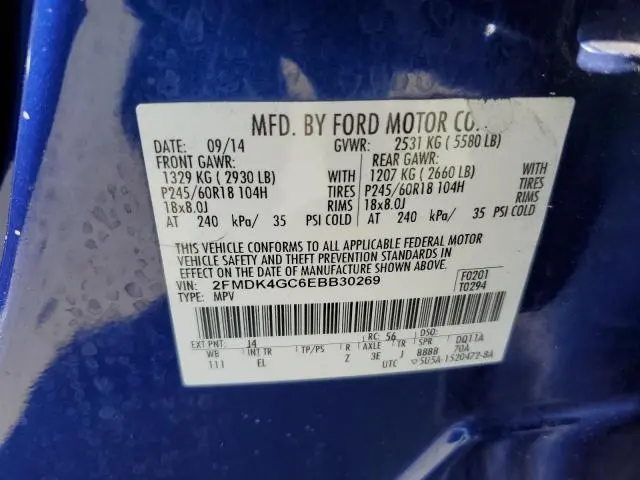 MFD. BY FORD MOTOR CO.
DATE: 09/14 GVWR: 2531 KG ( 5580 LB)
FRONT GAWR: REAR GAWR:
1329 KG ( 2930 LB) WITH 1207 KG ( 2660 LB) WITH
P245/60R18 104H TIRES P245/60R18 104H TIRES
18x8.0J RIMS 18x8.0J RIMS
AT 240 kPa/ 35 PSI COLD AT 240 kPa/ 35 PSI COLD
THIS VEHICLE CONFORMS TO ALL APPLICABLE FEDERAL MOTOR
VEHICLE SAFETY AND THEFT PREVENTION STANDARDS IN
EFFECT ON THE DATE OF MANUFACTURE SHOWN ABOVE.
VIN: 2FMDK4GC6EBB30269 F0201
TYPE: MPV T0294
EXT PNT: J4 RC: 56 DSO:
WB INT TR TP/PS R AXLE TR SPR DQ11A
111 EL Z 3E J BBBB 70A
UTC 5U5A-1520472-BA